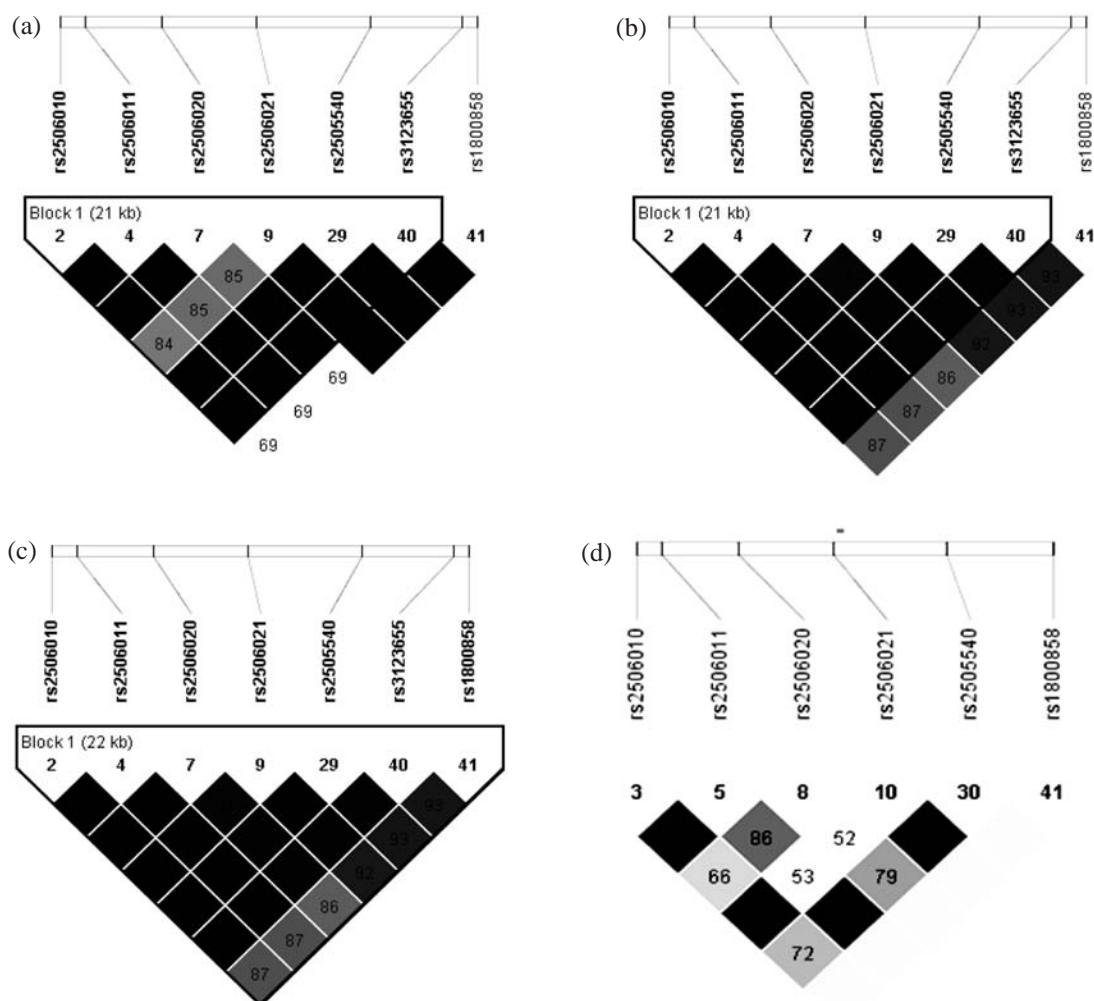 (a)
rs2506010
rs2506011
rs2506020
rs2506021
rs2505540
rs3123655
rs1800858
Block 1 (21 kb)
2 4 7 9 29 40 41
85
85
84
69
69
69
(b)
rs2506010
rs2506011
rs2506020
rs2506021
rs2505540
rs3123655
rs1800858
Block 1 (21 kb)
2 4 7 9 29 40 41
93
93
92
86
87
87
(c)
rs2506010
rs2506011
rs2506020
rs2506021
rs2505540
rs3123655
rs1800858
Block 1 (22 kb)
2 4 7 9 29 40 41
93
93
92
86
87
87
(d)
rs2506010
rs2506011
rs2506020
rs2506021
rs2505540
rs1800858
3 5 8 10 30 41
86 52
66 53 79
72